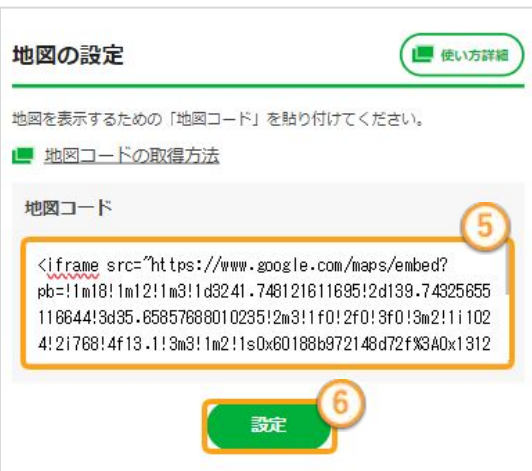 地図の設定
使い方詳細
地図を表示するための「地図コード」を貼り付けてください。
地図コードの取得方法
地図コード
5
<iframe src="https://www.google.com/maps/embed?
pb=!1m18!1m12!1m3!1d3241.748121611695!2d139.74325655
116644!3d35.65857688010235!2m3!1f0!2f0!3f0!3m2!1i102
4!2i768!4f13.1!3m3!1m2!1s0x60188b972148d72f%3A0x1312
6
設定